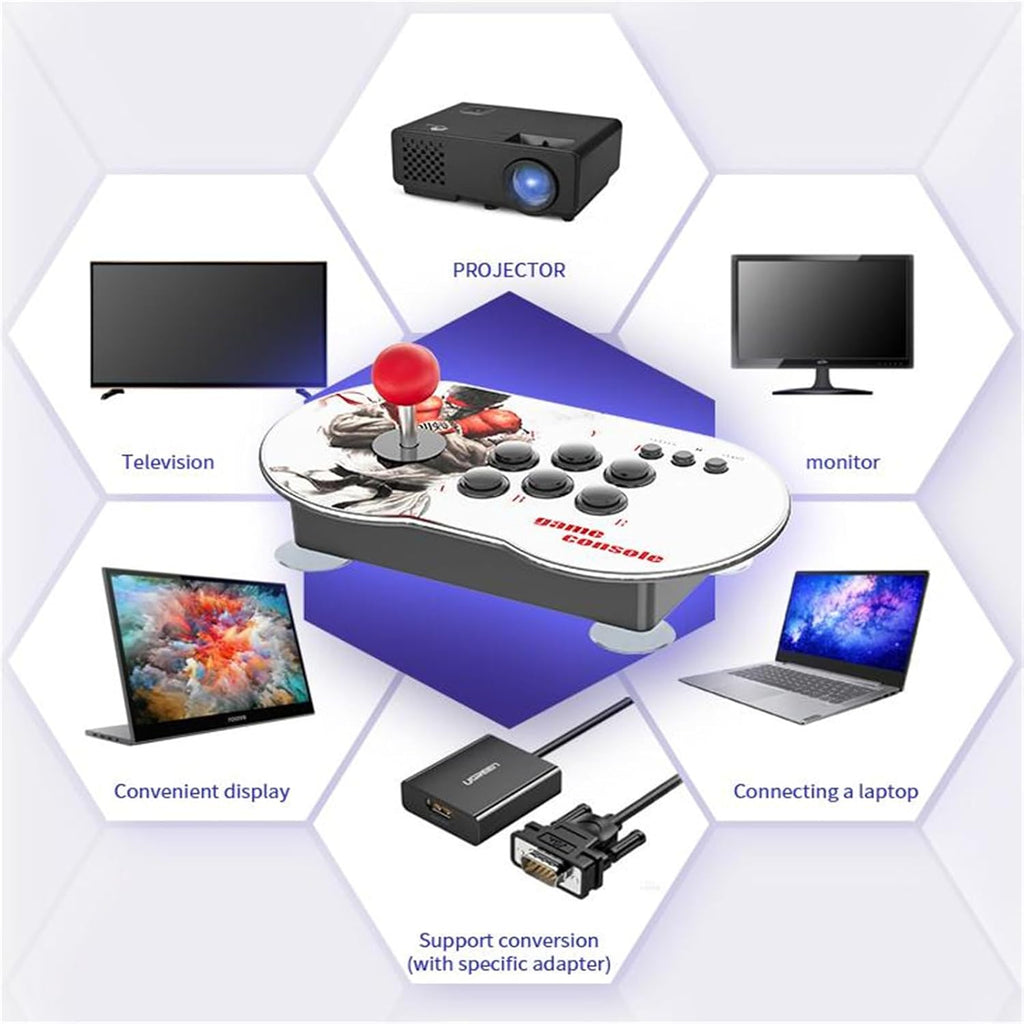 PROJECTOR
Television
monitor
A
B
Y
R
game
console
Convenient display
Connecting a laptop
UGREEN
Support conversion
(with specific adapter)